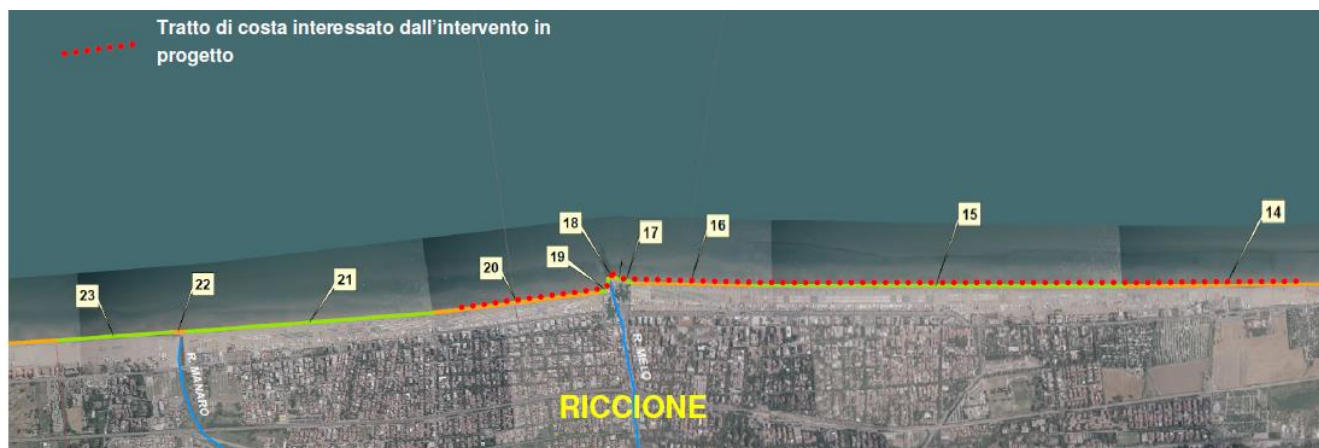 Tratto di costa interessato dall'intervento in
progetto
14
15
18
17
16
19
20
21
22
23
R. MANARO
R. MELO
RICCIONE